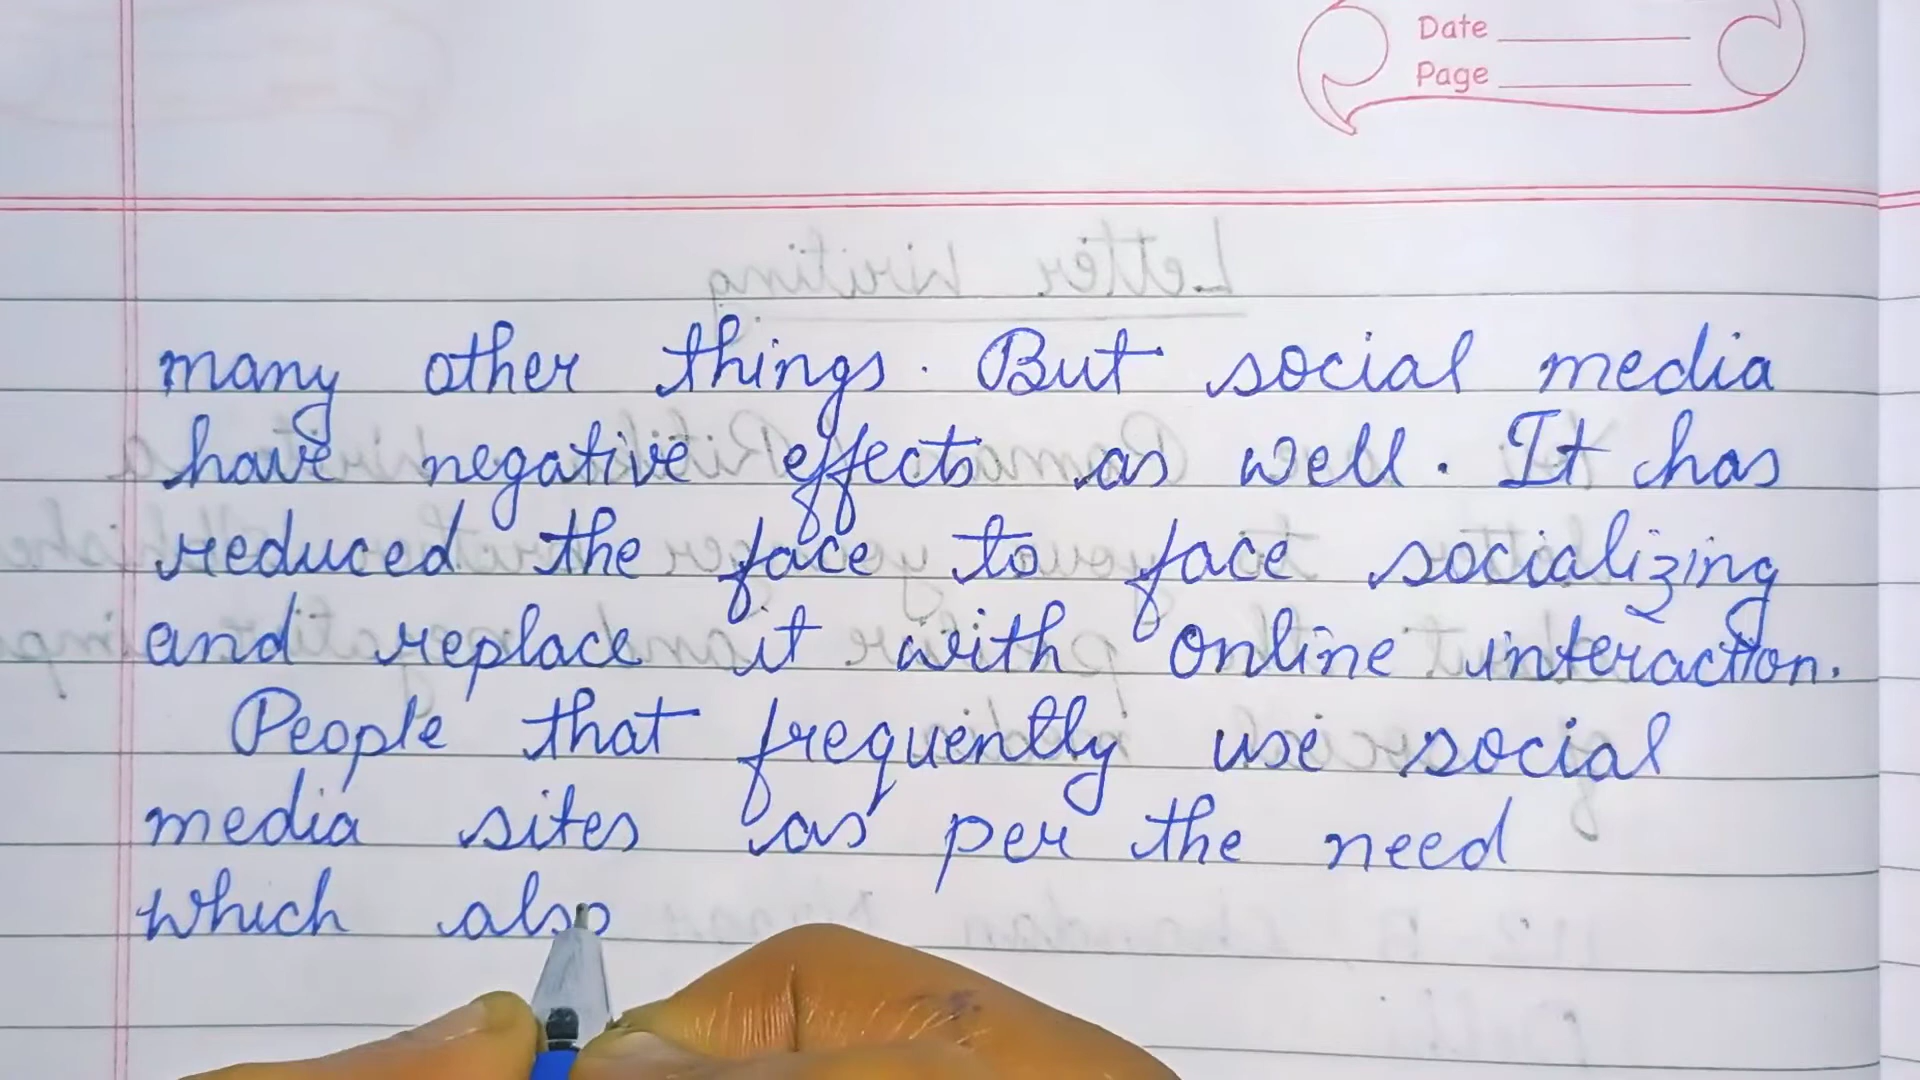 Date
Page
Letter Writing
many other things. But social media
have negative effects as well. It has
reduced the face to face socializing
and replace it with online interaction.
People that frequently use social
media sites as per the need
which also